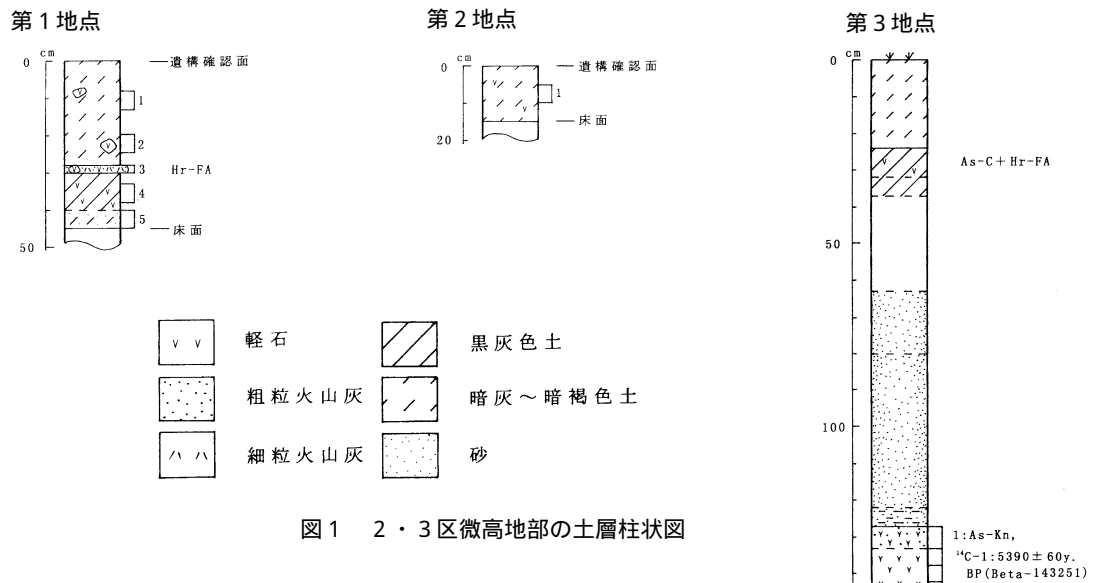 第1地点
cm
0
遺構確認面
1
2
3
Hr-FA
4
5
床面
50
第2地点
cm
0
遺構確認面
1
床面
20
第3地点
cm
0
As-C+Hr-FA
50
100
1:As-Kn,
¹⁴C-1:5390±60y.
BP(Beta-143251)
軽石
黒灰色土
粗粒火山灰
暗灰～暗褐色土
細粒火山灰
砂
図1　2・3区微高地部の土層柱状図